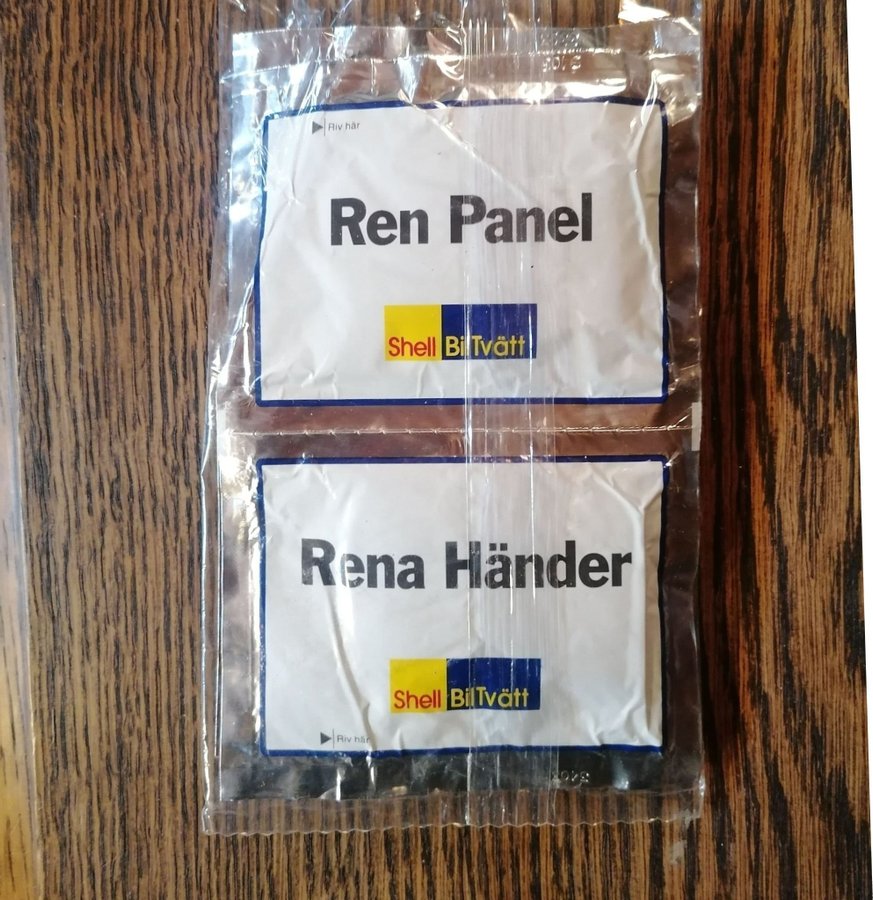 Riv här
Ren Panel
Shell BilTvätt
Rena Händer
Shell BilTvätt
Riv här